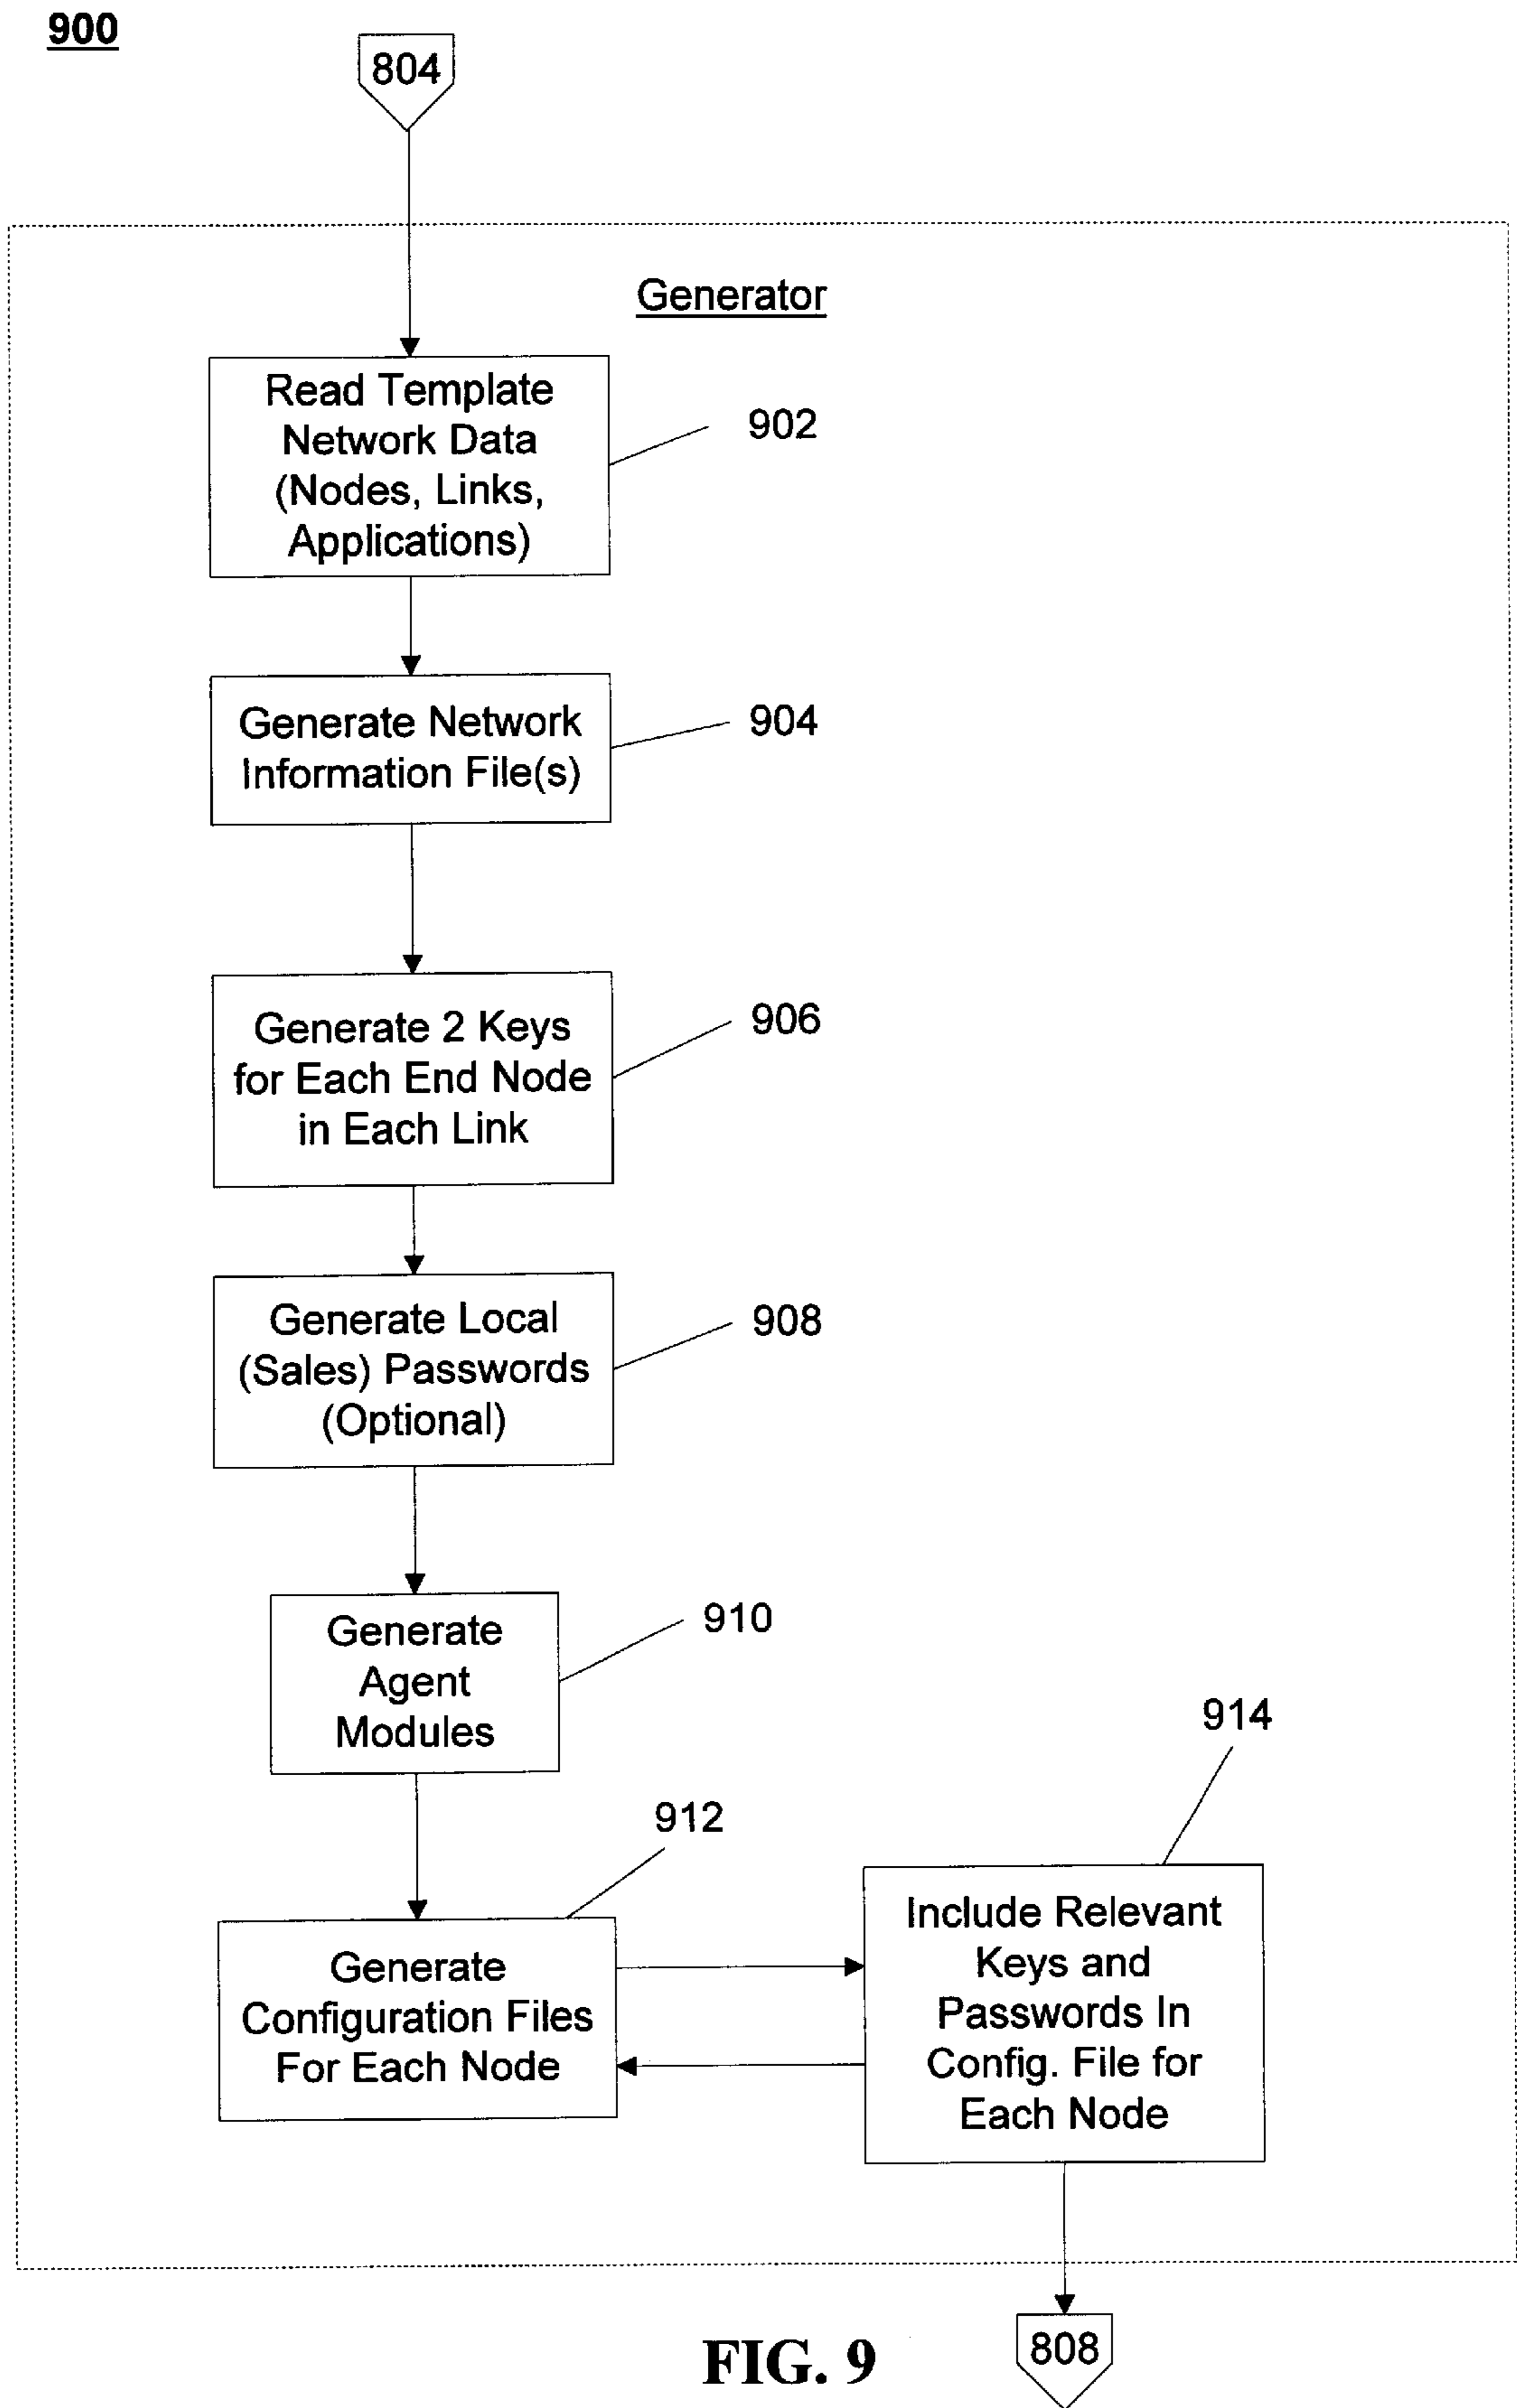 900
804
Generator
Read Template
Network Data
(Nodes, Links,
Applications)
902
Generate Network
Information File(s)
904
Generate 2 Keys
for Each End Node
in Each Link
906
Generate Local
(Sales) Passwords
(Optional)
908
Generate
Agent
Modules
910
912
Generate
Configuration Files
For Each Node
914
Include Relevant
Keys and
Passwords In
Config. File for
Each Node
808
FIG. 9